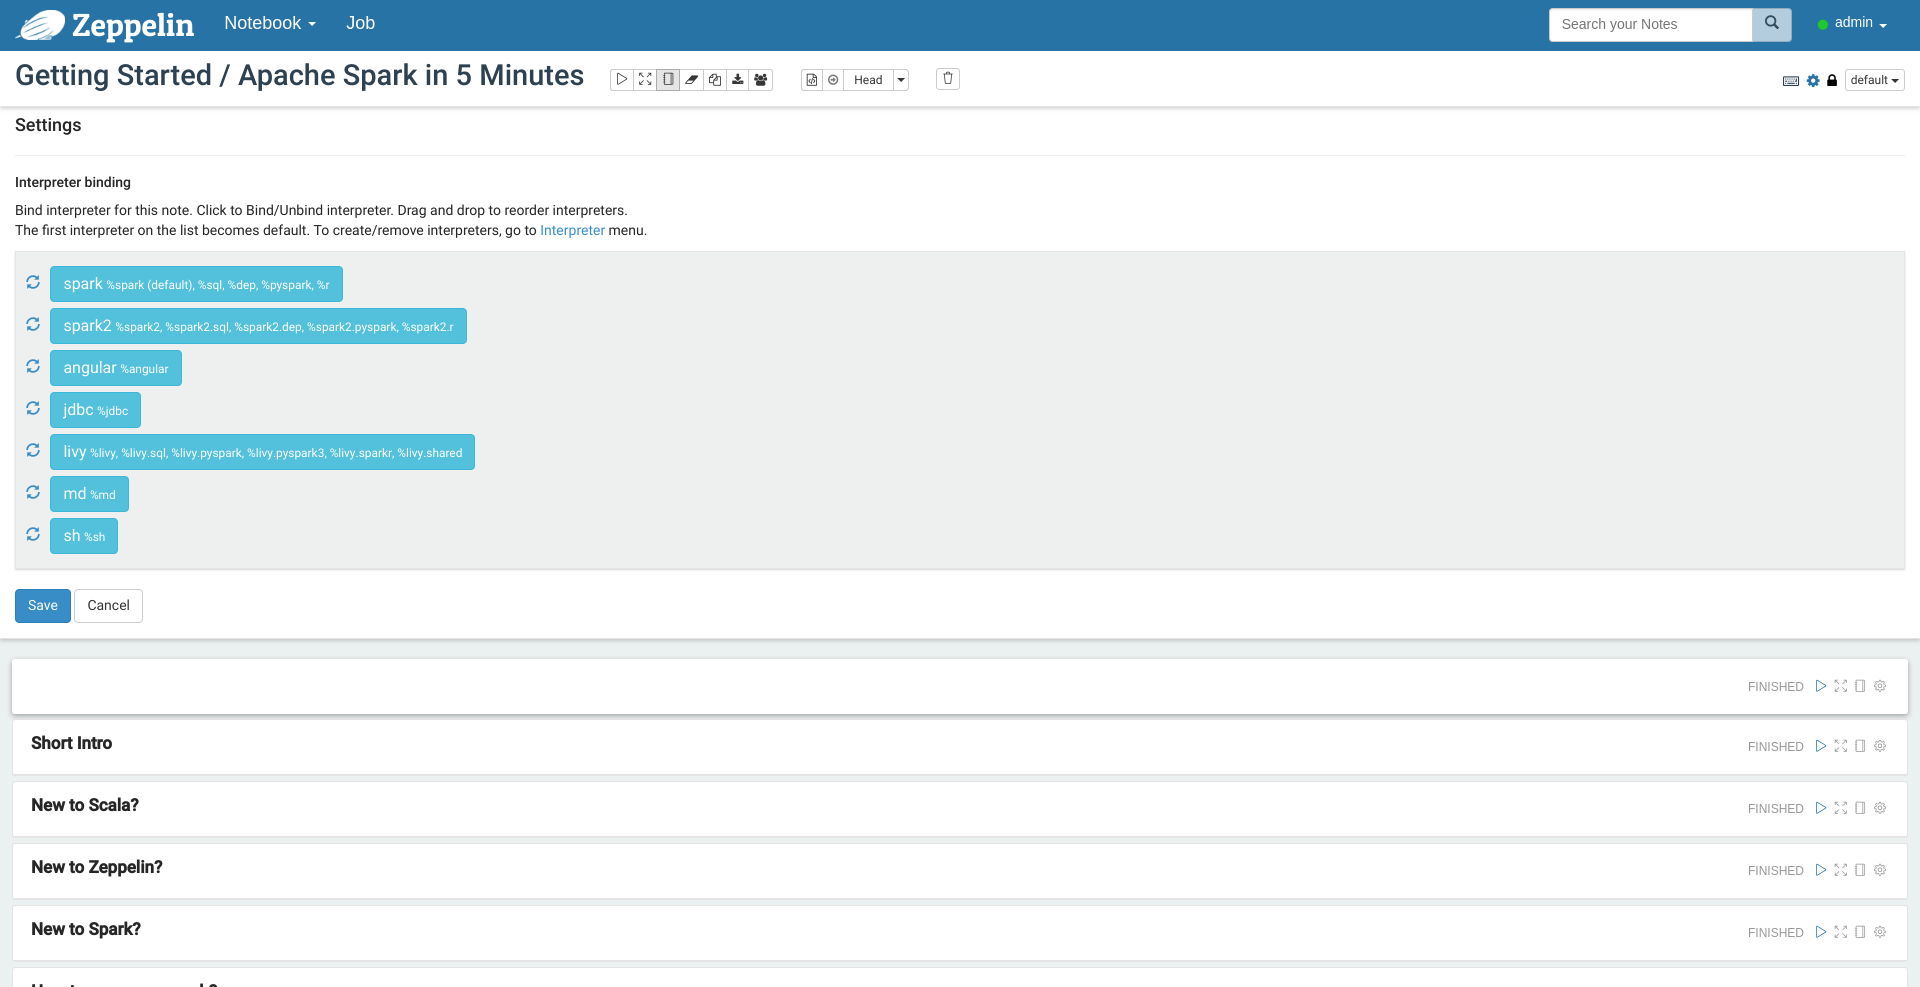 Zeppelin Notebook Job Search your Notes admin
Getting Started / Apache Spark in 5 Minutes Head default
Settings
Interpreter binding
Bind interpreter for this note. Click to Bind/Unbind interpreter. Drag and drop to reorder interpreters.
The first interpreter on the list becomes default. To create/remove interpreters, go to Interpreter menu.
spark %spark (default), %sql, %dep, %pyspark, %r
spark2 %spark2, %spark2.sql, %spark2.dep, %spark2.pyspark, %spark2.r
angular %angular
jdbc %jdbc
livy %livy, %livy.sql, %livy.pyspark, %livy.pyspark3, %livy.sparkr, %livy.shared
md %md
sh %sh
Save Cancel
FINISHED
Short Intro FINISHED
New to Scala? FINISHED
New to Zeppelin? FINISHED
New to Spark? FINISHED